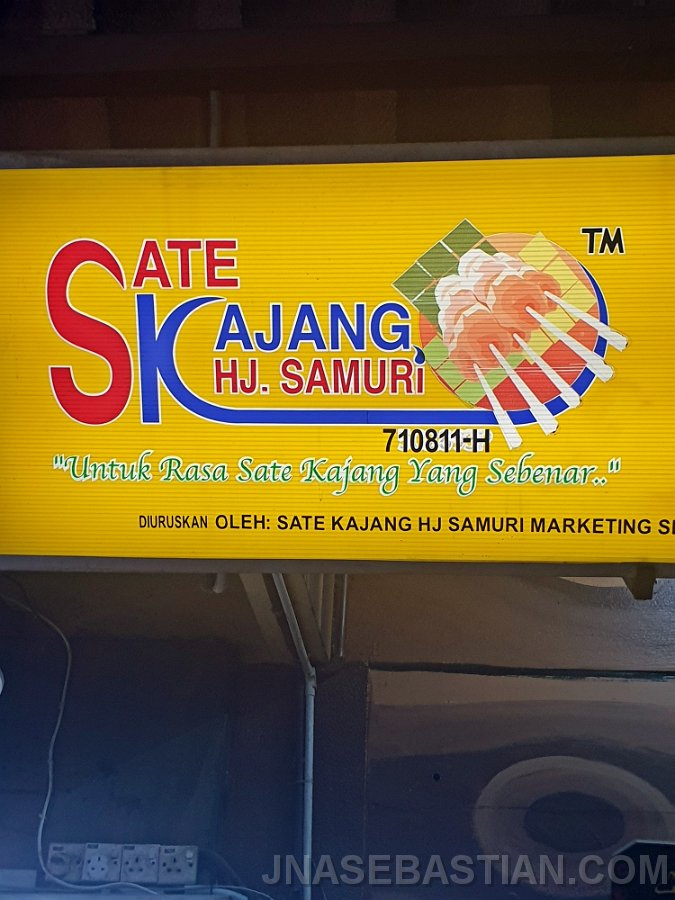 SATE
KAJANG
HJ. SAMURi
TM
710811-H
"Untuk Rasa Sate Kajang Yang Sebenar.."
DIURUSKAN OLEH: SATE KAJANG HJ SAMURI MARKETING
JNASEBASTIAN.COM